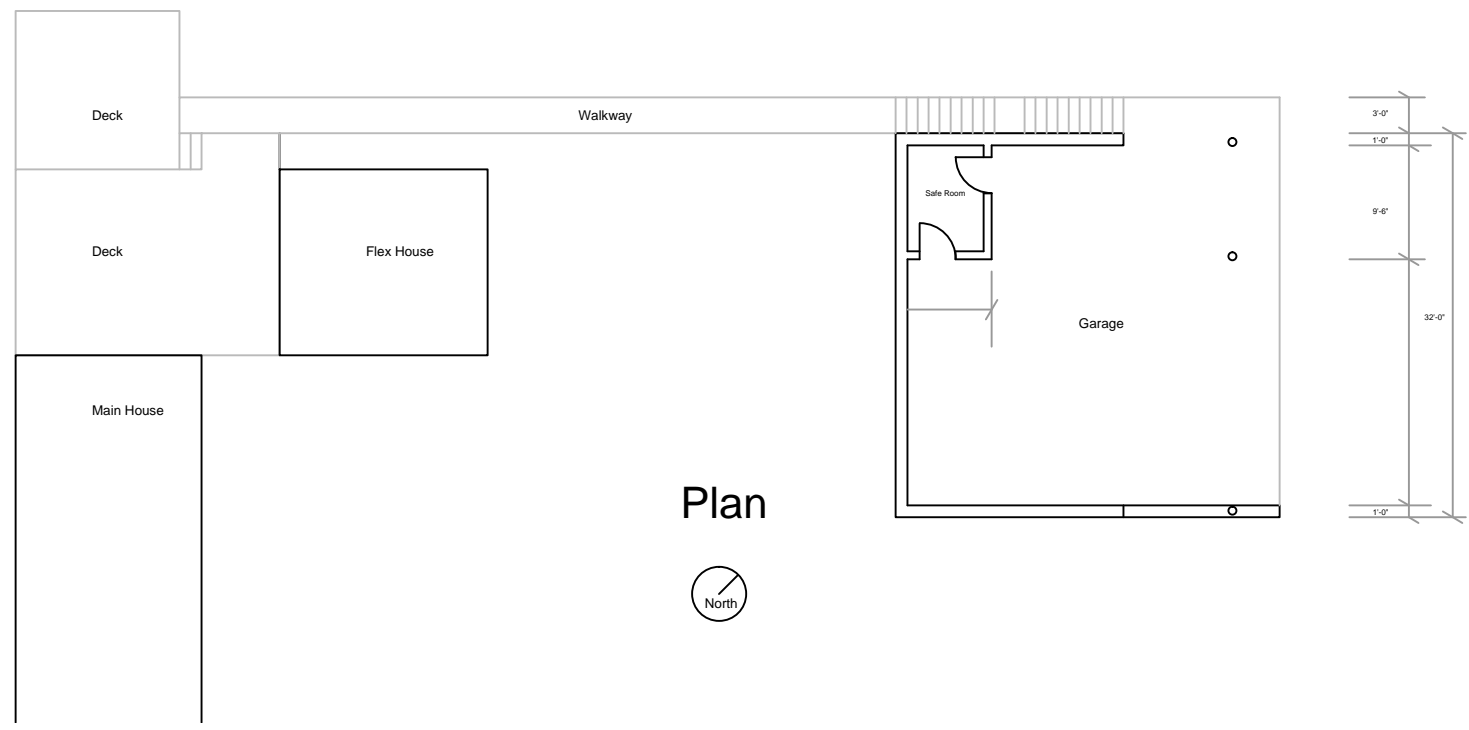 Deck
Walkway
3'-0"
1'-0"
Safe Room
9'-6"
Deck
Flex House
Garage
32'-0"
Main House
Plan
1'-0"
North